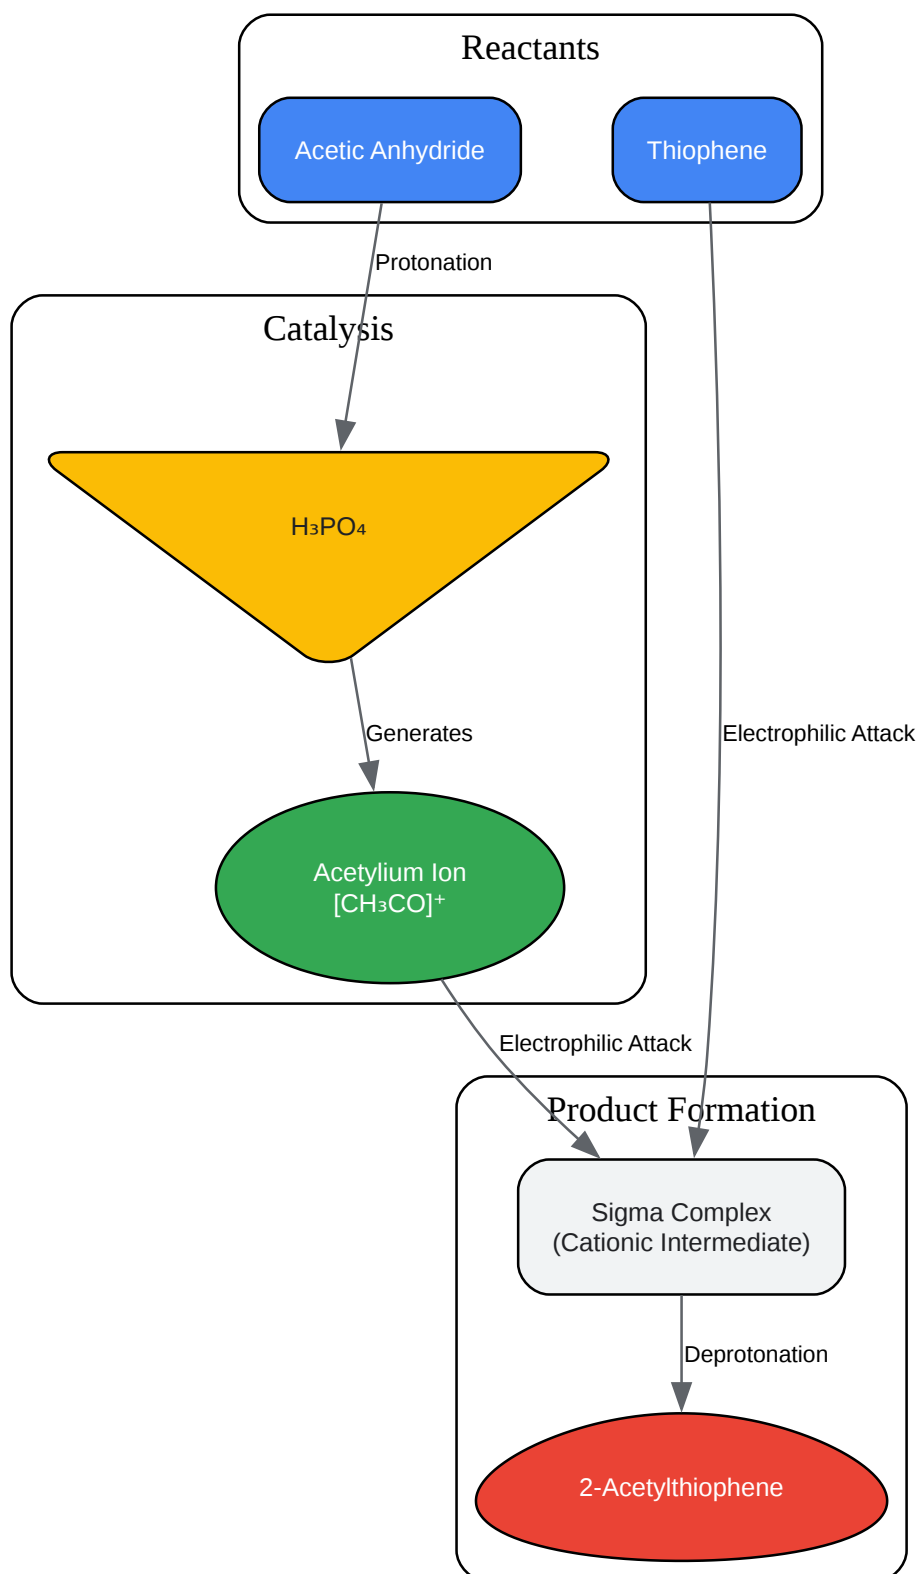 Reactants
Acetic Anhydride
Thiophene
Protonation
Catalysis
H₃PO₄
Generates
Electrophilic Attack
Acetylium Ion
[CH₃CO]⁺
Electrophilic Attack
Product Formation
Sigma Complex
(Cationic Intermediate)
Deprotonation
2-Acetylthiophene